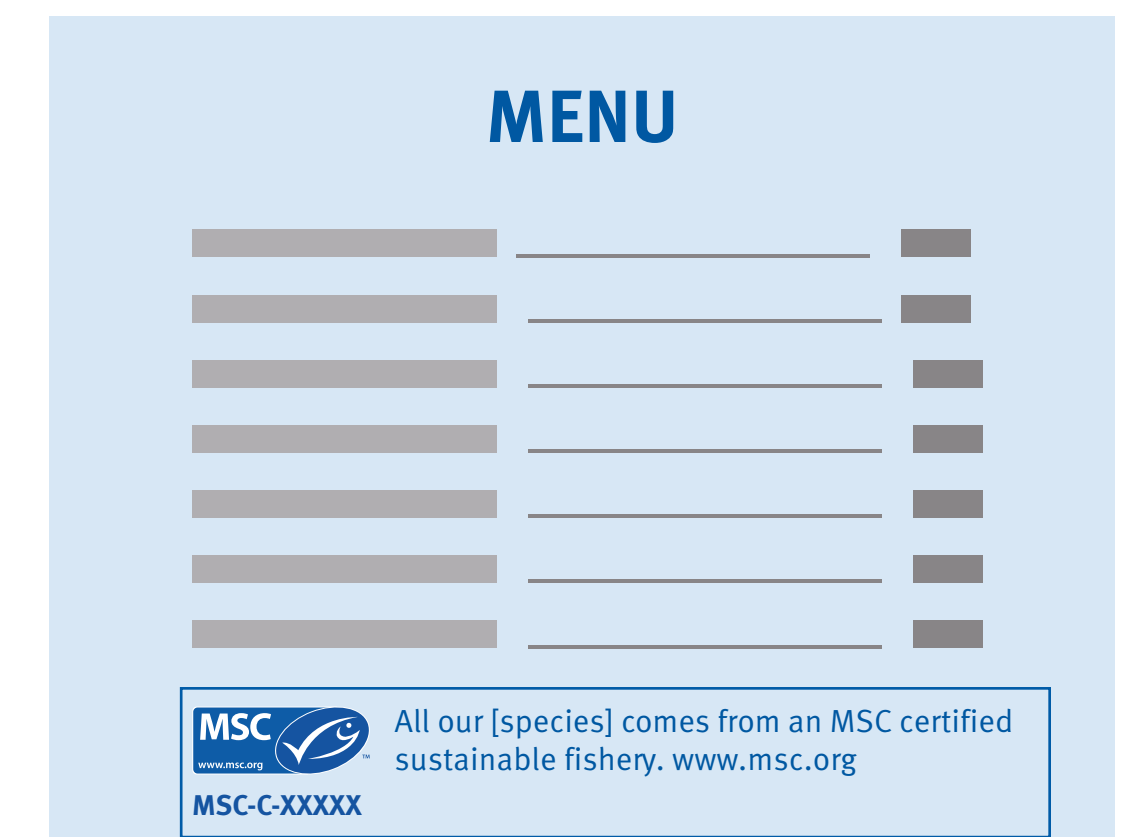 MENU
MSC
www.msc.org
TM
All our [species] comes from an MSC certified
sustainable fishery. www.msc.org
MSC-C-XXXXX